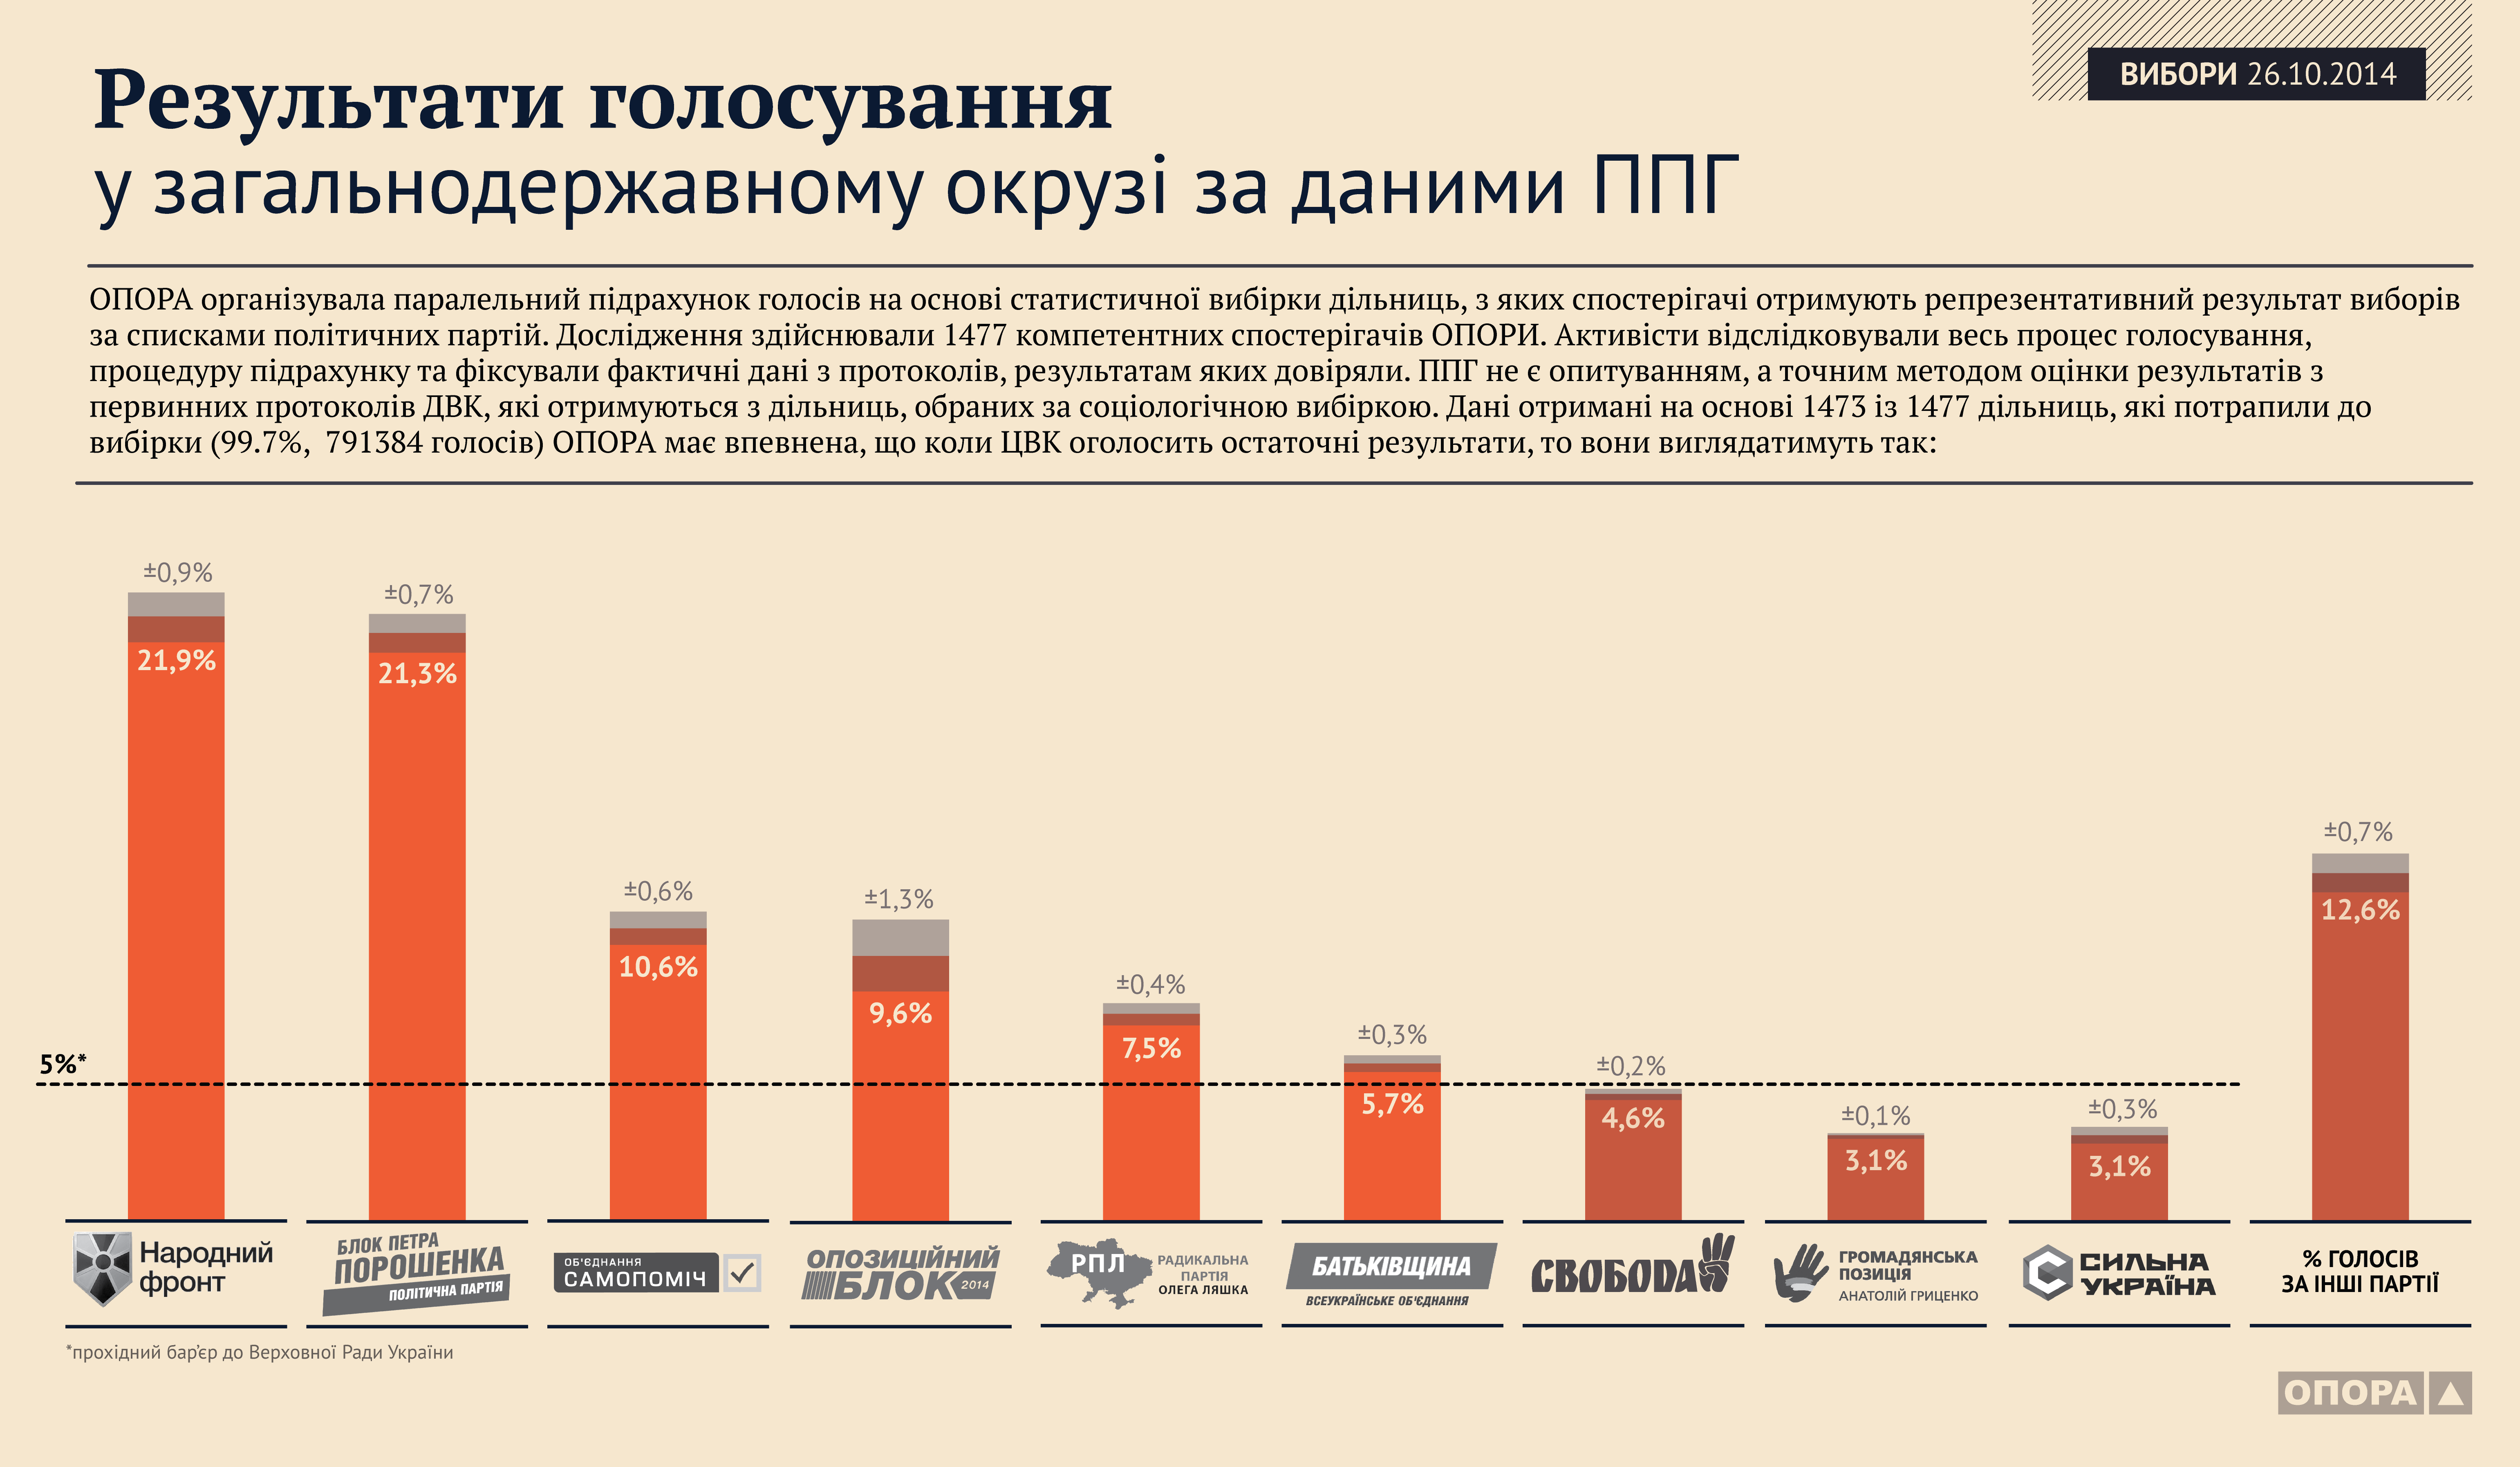 ВИБОРИ 26.10.2014
Результати голосування
у загальнодержавному окрузі за даними ППГ
ОПОРА організувала паралельний підрахунок голосів на основі статистичної вибірки дільниць, з яких спостерігачі отримують репрезентативний результат виборів
за списками політичних партій. Дослідження здійснювали 1477 компетентних спостерігачів ОПОРИ. Активісти відслідковували весь процес голосування,
процедуру підрахунку та фіксували фактичні дані з протоколів, результатам яких довіряли. ППГ не є опитуванням, а точним методом оцінки результатів з
первинних протоколів ДВК, які отримуються з дільниць, обраних за соціологічною вибіркою. Дані отримані на основі 1473 із 1477 дільниць, які потрапили до
вибірки (99.7%, 791384 голосів) ОПОРА має впевнена, що коли ЦВК оголосить остаточні результати, то вони виглядатимуть так:
±0,9%
21,9%
±0,7%
21,3%
±0,6%
10,6%
±1,3%
9,6%
±0,4%
7,5%
±0,3%
5,7%
±0,2%
4,6%
±0,1%
3,1%
±0,3%
3,1%
±0,7%
12,6%
5%*
Народний
фронт
БЛОК ПЕТРА
ПОРОШЕНКА
ПОЛІТИЧНА ПАРТІЯ
ОБ'ЄДНАННЯ
САМОПОМІЧ
ОПОЗИЦІЙНИЙ
БЛОК 2014
РПЛ
РАДИКАЛЬНА
ПАРТІЯ
ОЛЕГА ЛЯШКА
БАТЬКІВЩИНА
ВСЕУКРАЇНСЬКЕ ОБ'ЄДНАННЯ
СВОБОДА
ГРОМАДЯНСЬКА
ПОЗИЦІЯ
АНАТОЛІЙ ГРИЦЕНКО
СИЛЬНА
УКРАЇНА
% ГОЛОСІВ
ЗА ІНШІ ПАРТІЇ
*прохідний бар'єр до Верховної Ради України
ОПОРА